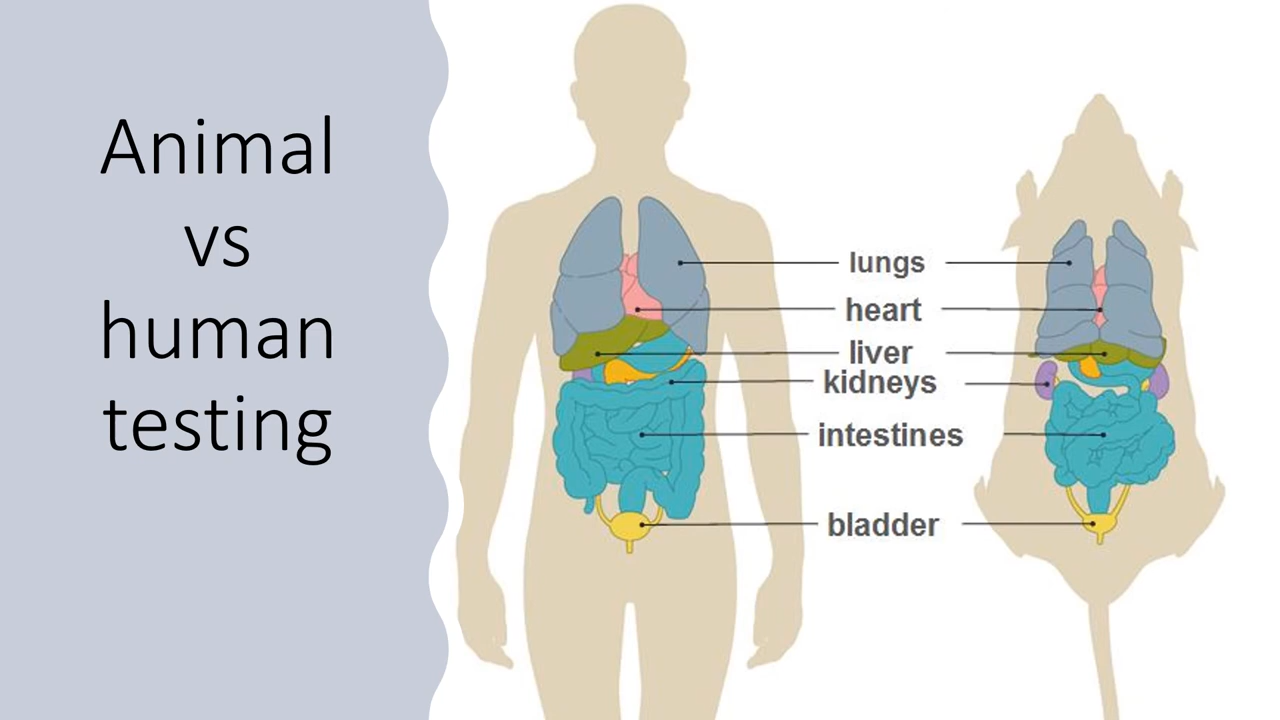 Animal
vs
human
testing
lungs
heart
liver
kidneys
intestines
bladder